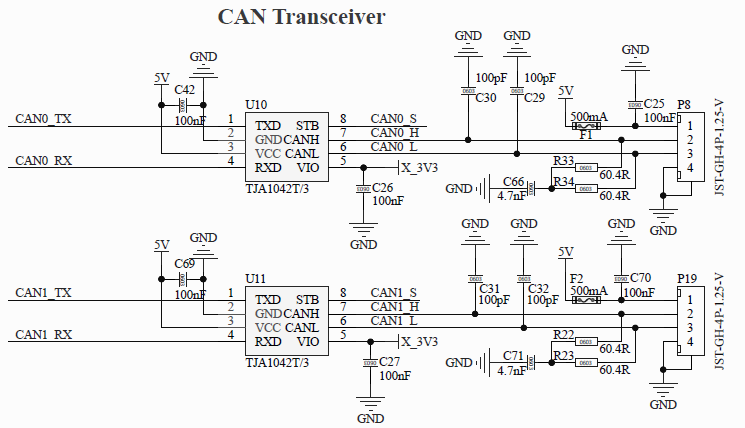 CAN Transceiver
GND GND
GND GND
5V C42 100pF 100pF 5V
U10 C30 C29 500mA C25 P8
CAN0_TX 100nF 1 TXD STB 8 CAN0_S F1 100nF 1
2 GND CANH 7 CAN0_H 2
3 VCC CANL 6 CAN0_L 3
CAN0_RX 4 RXD VIO 5 X_3V3 R33 60.4R 4
TJA1042T/3 C26 GND C66 R34 JST-GH-4P-1.25-V
100nF 4.7nF 60.4R
GND GND
GND GND GND GND
5V C69 5V
U11 C31 C32 F2 C70 P19
CAN1_TX 100nF 1 TXD STB 8 CAN1_S 100pF 100pF 500mA 100nF 1
2 GND CANH 7 CAN1_H 2
3 VCC CANL 6 CAN1_L 3
CAN1_RX 4 RXD VIO 5 X_3V3 R22 60.4R 4
TJA1042T/3 C27 GND C71 R23 JST-GH-4P-1.25-V
100nF 4.7nF 60.4R
GND GND